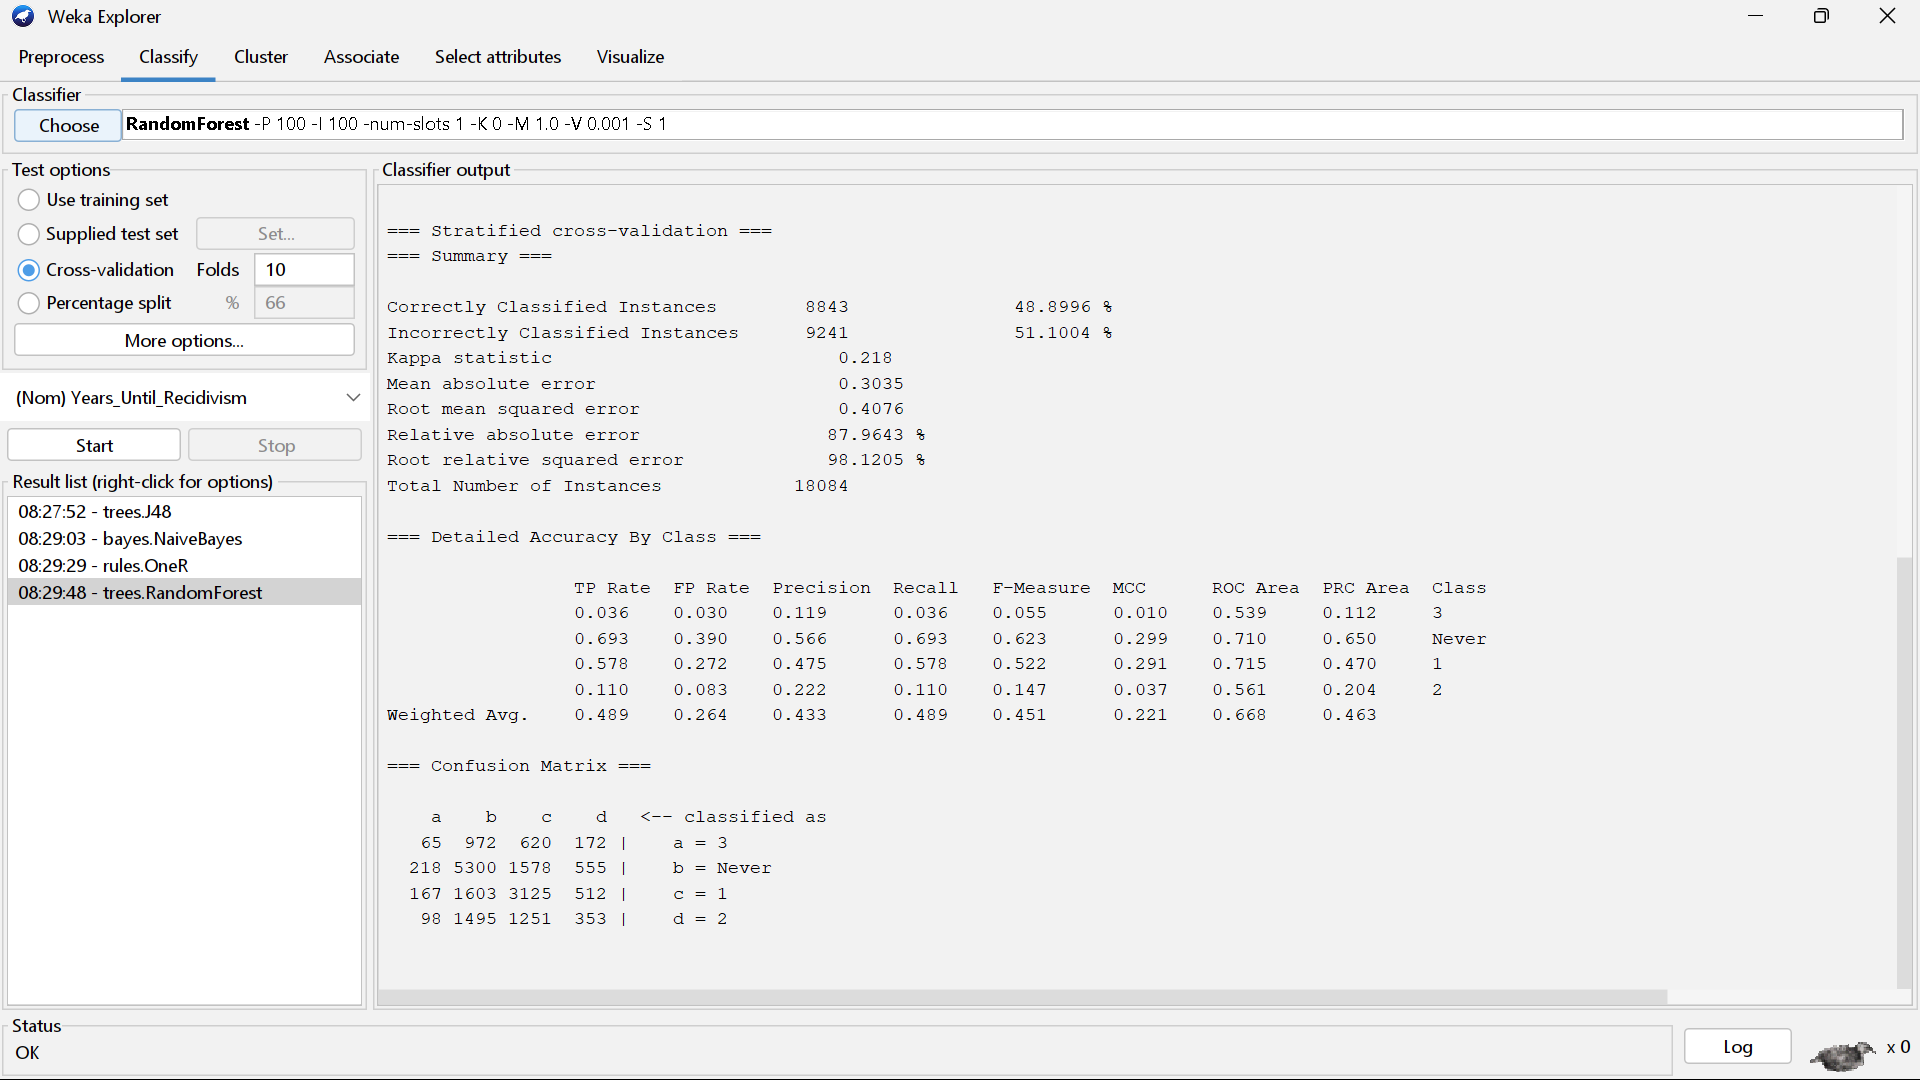 Weka Explorer
Preprocess Classify Cluster Associate Select attributes Visualize
Classifier
Choose RandomForest -P 100 -I 100 -num-slots 1 -K 0 -M 1.0 -V 0.001 -S 1
Test options
Use training set
Supplied test set Set...
Cross-validation Folds 10
Percentage split % 66
More options...
(Nom) Years_Until_Recidivism
Start Stop
Result list (right-click for options)
08:27:52 - trees.J48
08:29:03 - bayes.NaiveBayes
08:29:29 - rules.OneR
08:29:48 - trees.RandomForest
Classifier output
=== Stratified cross-validation ===
=== Summary ===
Correctly Classified Instances 8843 48.8996 %
Incorrectly Classified Instances 9241 51.1004 %
Kappa statistic 0.218
Mean absolute error 0.3035
Root mean squared error 0.4076
Relative absolute error 87.9643 %
Root relative squared error 98.1205 %
Total Number of Instances 18084
=== Detailed Accuracy By Class ===
TP Rate FP Rate Precision Recall F-Measure MCC ROC Area PRC Area Class
0.036 0.030 0.119 0.036 0.055 0.010 0.539 0.112 3
0.693 0.390 0.566 0.693 0.623 0.299 0.710 0.650 Never
0.578 0.272 0.475 0.578 0.522 0.291 0.715 0.470 1
0.110 0.083 0.222 0.110 0.147 0.037 0.561 0.204 2
Weighted Avg. 0.489 0.264 0.433 0.489 0.451 0.221 0.668 0.463
=== Confusion Matrix ===
a b c d <-- classified as
65 972 620 172 | a = 3
218 5300 1578 555 | b = Never
167 1603 3125 512 | c = 1
98 1495 1251 353 | d = 2
Status
OK
Log x 0